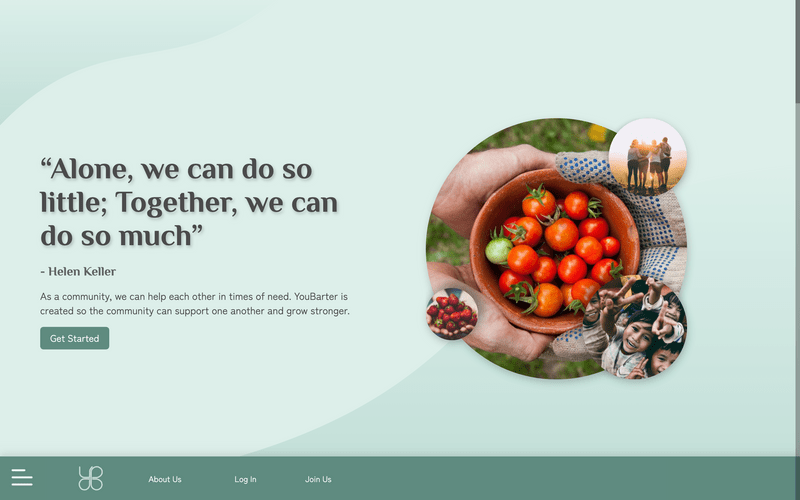 “Alone, we can do so
little; Together, we can
do so much”
- Helen Keller
As a community, we can help each other in times of need. YouBarter is
created so the community can support one another and grow stronger.
Get Started
About Us
Log In
Join Us